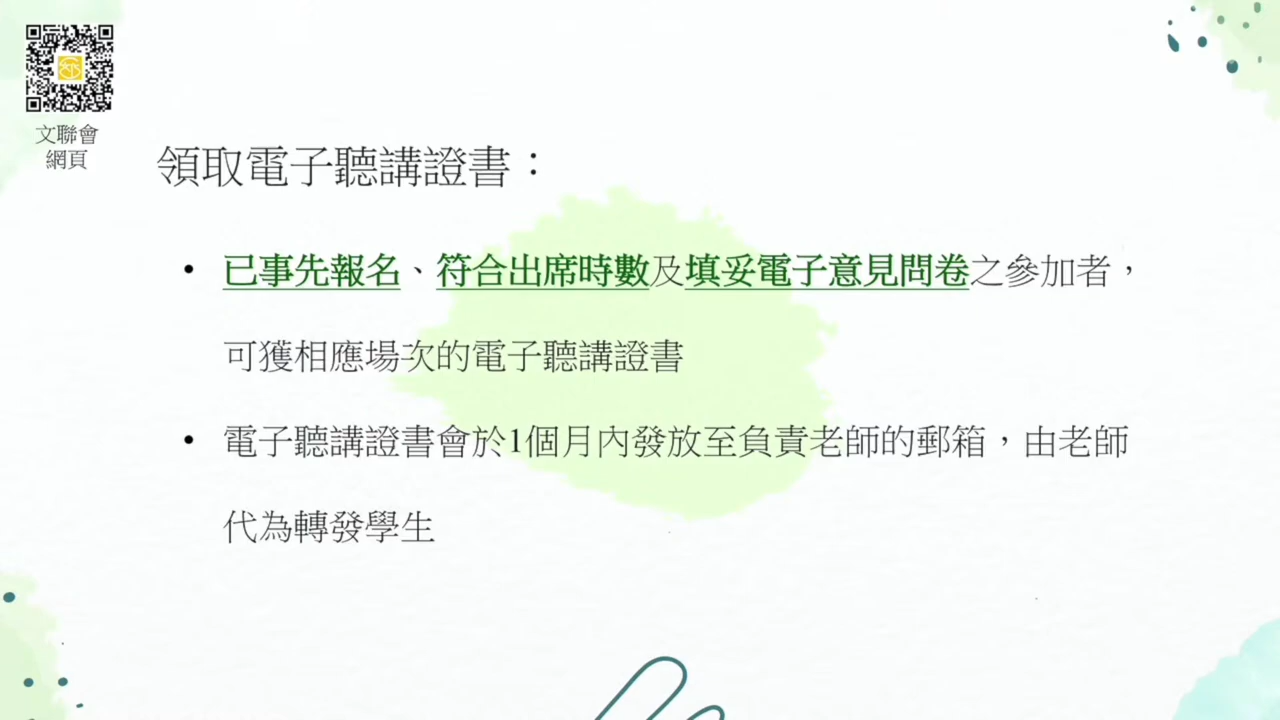 文聯會
網頁
領取電子聽講證書：
• 已事先報名、符合出席時數及填妥電子意見問卷之參加者，
可獲相應場次的電子聽講證書
• 電子聽講證書會於1個月內發放至負責老師的郵箱，由老師
代為轉發學生